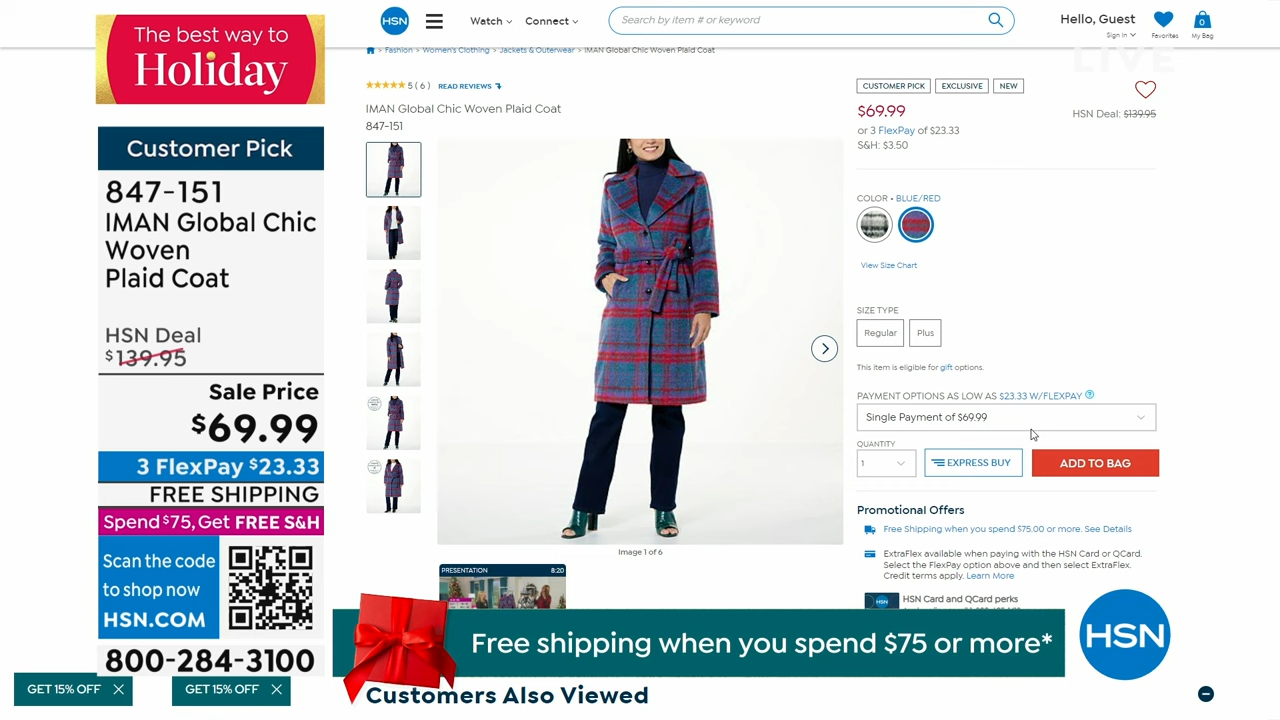 The best way to
Holiday
Customer Pick
847-151
IMAN Global Chic
Woven
Plaid Coat
HSN Deal
$139.95
Sale Price
$69.99
3 FlexPay $23.33
FREE SHIPPING
Spend $75, Get FREE S&H
Scan the code
to shop now
HSN.COM
800-284-3100
GET 15% OFF
GET 15% OFF
HSN
Watch
Connect
Search by item # or keyword
Hello, Guest
Sign In
Favorites
0
My Bag
LIVE
> Fashion > Women's Clothing > Jackets & Outerwear > IMAN Global Chic Woven Plaid Coat
5 ( 6 ) READ REVIEWS
IMAN Global Chic Woven Plaid Coat
847-151
Image 1 of 6
PRESENTATION 8:20
CUSTOMER PICK EXCLUSIVE NEW
$69.99
HSN Deal: $139.95
or 3 FlexPay of $23.33
S&H: $3.50
COLOR • BLUE/RED
View Size Chart
SIZE TYPE
Regular Plus
This item is eligible for gift options.
PAYMENT OPTIONS AS LOW AS $23.33 W/FLEXPAY
Single Payment of $69.99
QUANTITY
1
EXPRESS BUY
ADD TO BAG
Promotional Offers
Free Shipping when you spend $75.00 or more. See Details
ExtraFlex available when paying with the HSN Card or QCard.
Select the FlexPay option above and then select ExtraFlex.
Credit terms apply. Learn More
HSN
HSN Card and QCard perks
Free shipping when you spend $75 or more*
HSN
Customers Also Viewed